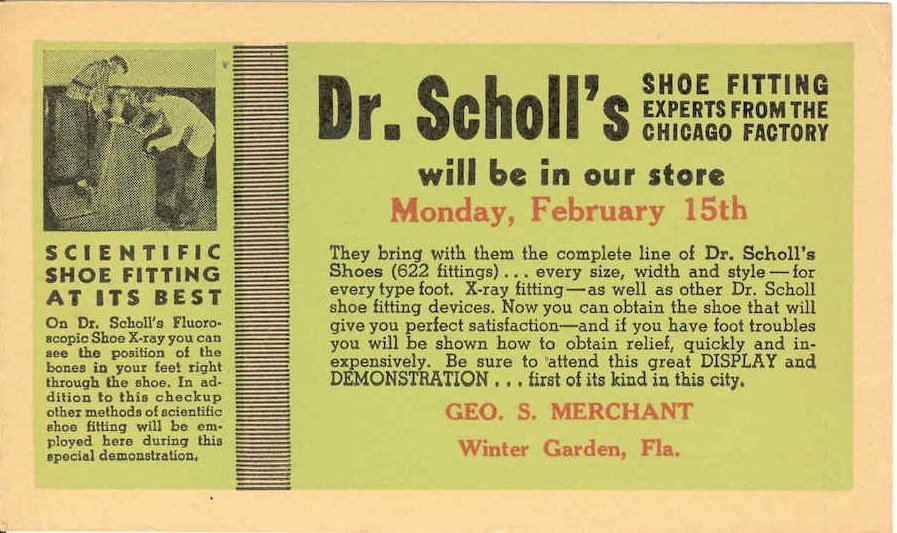 SCIENTIFIC
SHOE FITTING
AT ITS BEST
On Dr. Scholl's Fluoro-
scopic Shoe X-ray you can
see the position of the
bones in your feet right
through the shoe. In ad-
dition to this checkup
other methods of scientific
shoe fitting will be em-
ployed here during this
special demonstration.
Dr. Scholl's
SHOE FITTING
EXPERTS FROM THE
CHICAGO FACTORY
will be in our store
Monday, February 15th
They bring with them the complete line of Dr. Scholl's
Shoes (622 fittings) . . . every size, width and style—for
every type foot. X-ray fitting—as well as other Dr. Scholl
shoe fitting devices. Now you can obtain the shoe that will
give you perfect satisfaction—and if you have foot troubles
you will be shown how to obtain relief, quickly and in-
expensively. Be sure to attend this great DISPLAY and
DEMONSTRATION . . . first of its kind in this city.
GEO. S. MERCHANT
Winter Garden, Fla.